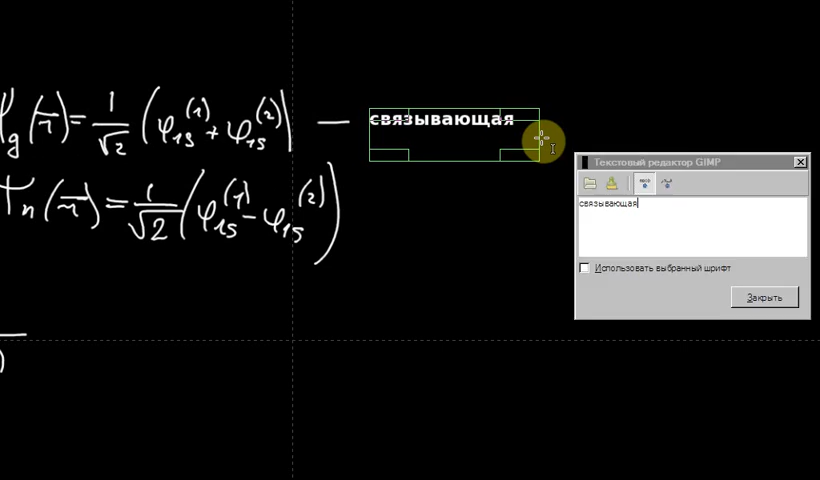 ψg(r⃗) = 1/√2 (φ1s^(1) + φ1s^(2)) — связывающая
Ψn(r⃗) = 1/√2 (φ1s^(1) − φ1s^(2))
Текстовый редактор GIMP
связывающая
Использовать выбранный шрифт
Закрыть